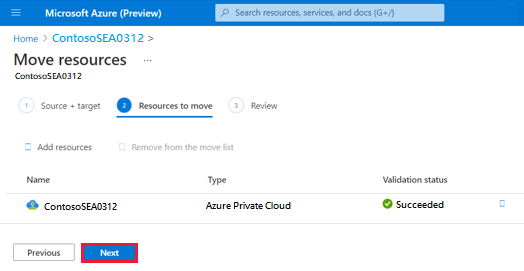 Microsoft Azure (Preview)
Search resources, services, and docs (G+/)
Home > ContosoSEA0312 >
Move resources ...
ContosoSEA0312
1 Source + target 2 Resources to move 3 Review
Add resources Remove from the move list
Name Type Validation status
ContosoSEA0312 Azure Private Cloud Succeeded
Previous Next